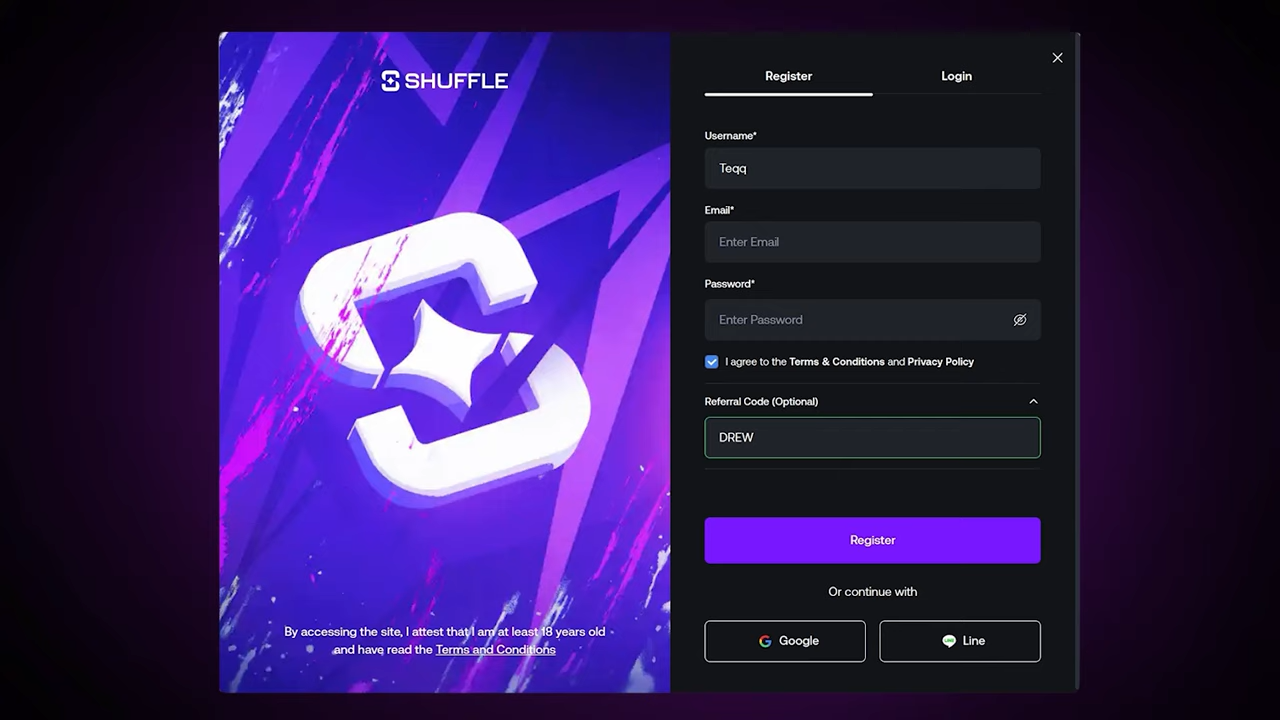 SHUFFLE
By accessing the site, I attest that I am at least 18 years old
and have read the Terms and Conditions
Register
Login
Username*
Teqq
Email*
Enter Email
Password*
Enter Password
I agree to the Terms & Conditions and Privacy Policy
Referral Code (Optional)
DREW
Register
Or continue with
Google
LINE Line